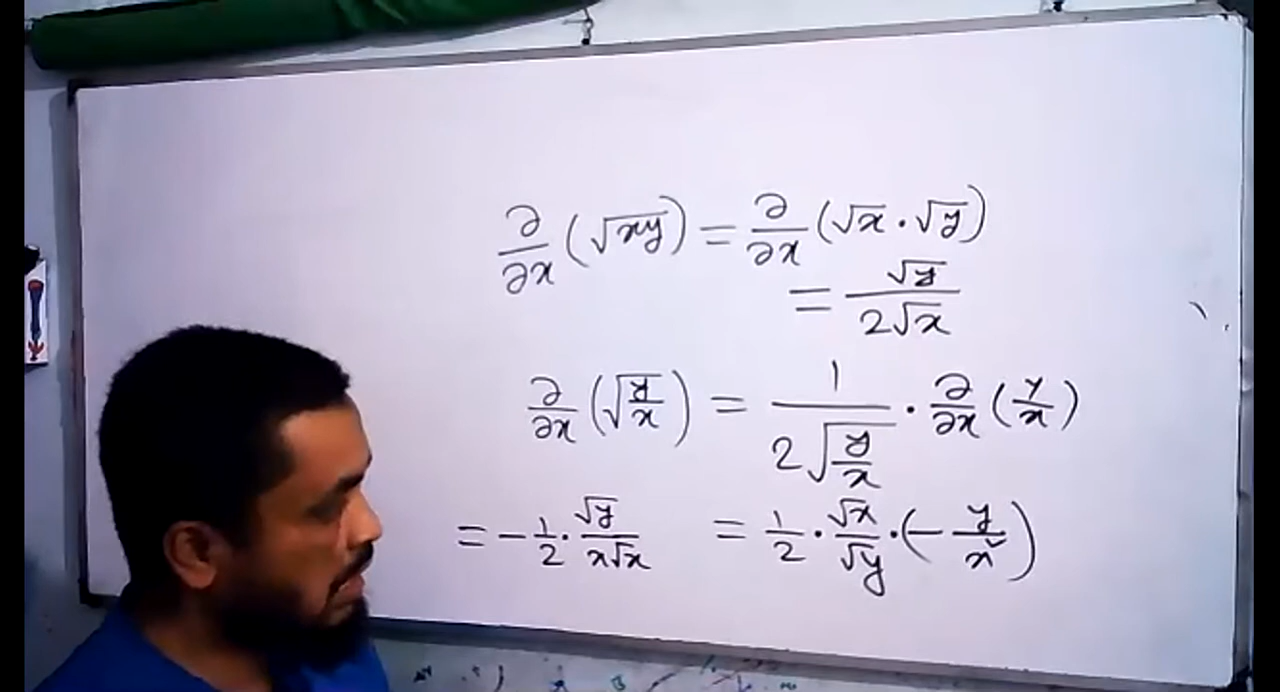 ∂/∂x (√xy) = ∂/∂x (√x · √y)
= √y / 2√x
∂/∂x (√(y/x)) = 1 / 2√(y/x) · ∂/∂x (y/x)
= -1/2 · √y / x√x = 1/2 · √x / √y · (- y/x²)